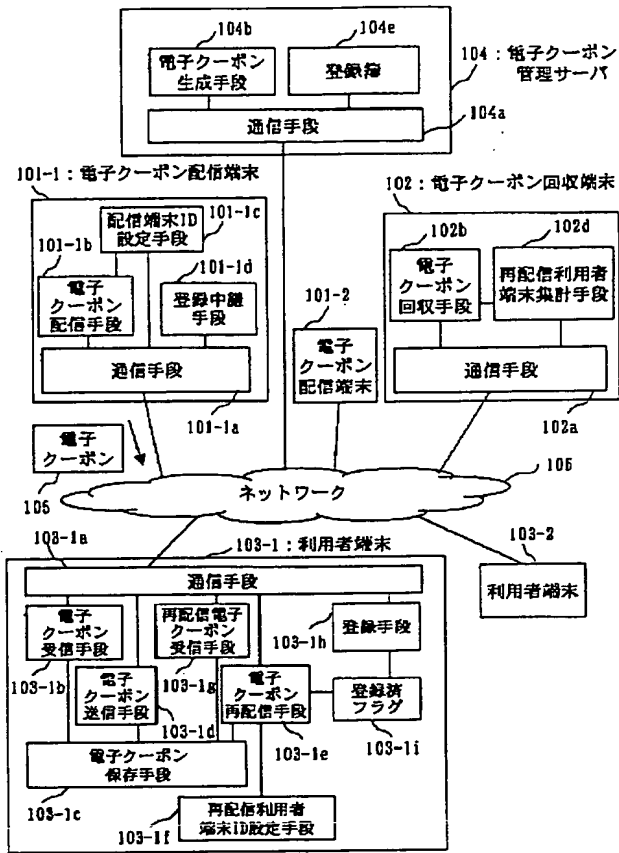 104b
104e
電子クーポン
生成手段
登録簿
104：電子クーポン
管理サーバ
通信手段
104a
101-1：電子クーポン配信端末
102：電子クーポン回収端末
配信端末ID
設定手段
101-1c
101-1b
101-1d
電子
クーポン
配信手段
登録中継
手段
通信手段
101-1a
101-2
電子
クーポン
配信端末
102b
102d
電子
クーポン
回収手段
再配信利用者
端末集計手段
通信手段
102a
電子
クーポン
105
106
ネットワーク
103-1a
103-1：利用者端末
103-2
利用者端末
通信手段
電子
クーポン
受信手段
103-1b
再配信電子
クーポン
受信手段
103-1g
103-1h
登録手段
電子
クーポン
送信手段
103-1d
電子
クーポン
再配信手段
103-1e
登録済
フラグ
103-1i
電子クーポン
保存手段
103-1c
103-1f
再配信利用者
端末ID設定手段